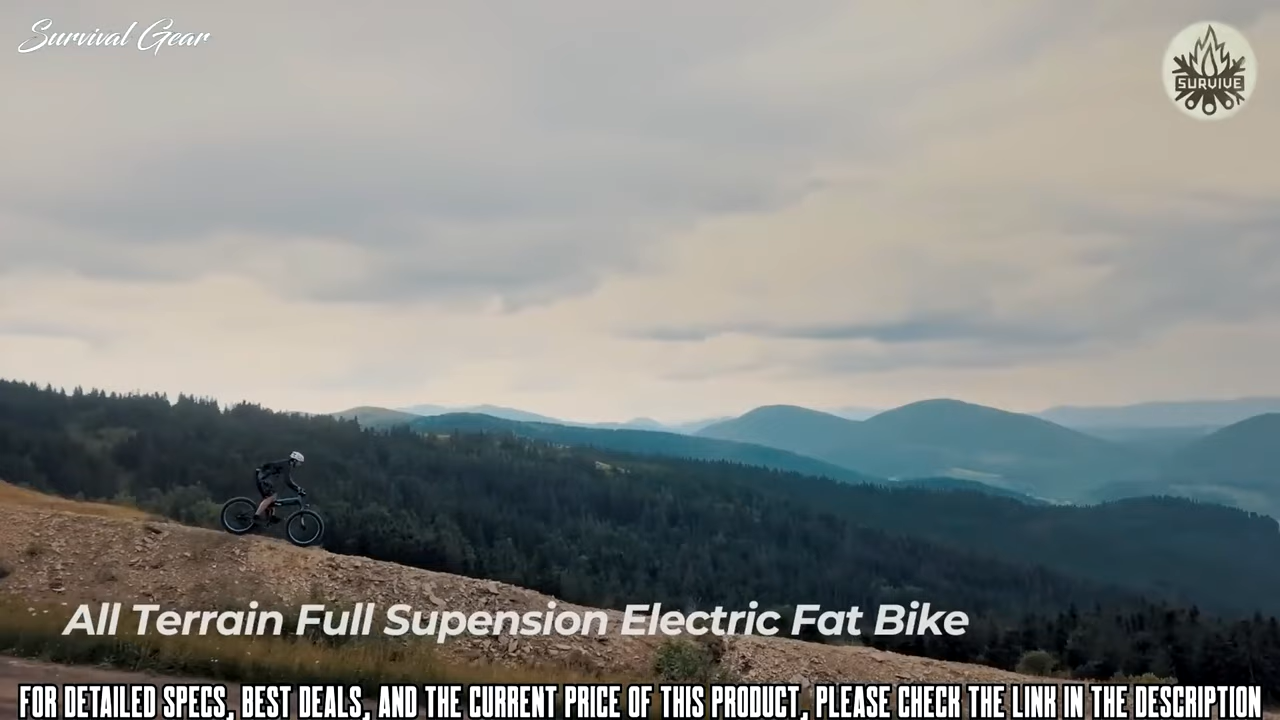 Survival Gear
SURVIVE
All Terrain Full Supension Electric Fat Bike
FOR DETAILED SPECS, BEST DEALS, AND THE CURRENT PRICE OF THIS PRODUCT, PLEASE CHECK THE LINK IN THE DESCRIPTION